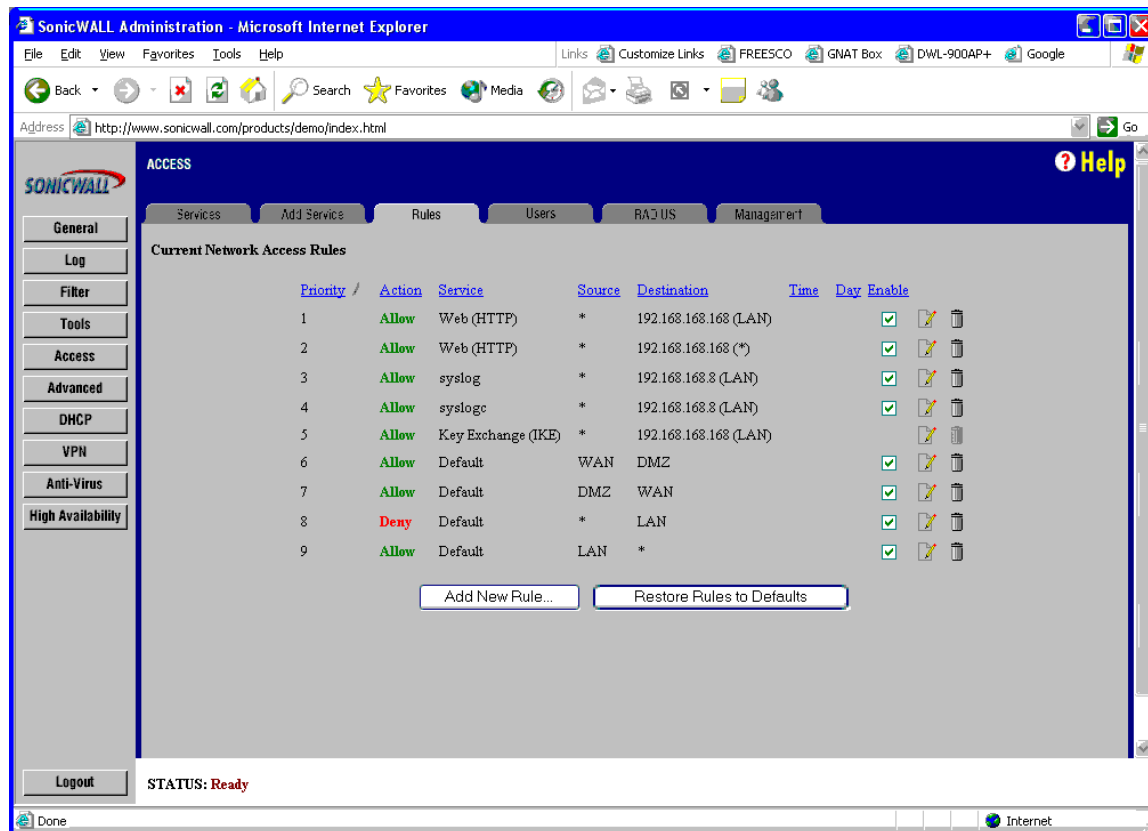 SonicWALL Administration - Microsoft Internet Explorer
File Edit View Favorites Tools Help Links Customize Links FREESCO GNAT Box DWL-900AP+ Google
Back Search Favorites Media
Address http://www.sonicwall.com/products/demo/index.html Go
SONICWALL
ACCESS
? Help
Services Add Service Rules Users RADIUS Management
General
Log
Filter
Tools
Access
Advanced
DHCP
VPN
Anti-Virus
High Availability
Current Network Access Rules
Priority Action Service Source Destination Time Day Enable
1 Allow Web (HTTP) * 192.168.168.168 (LAN)
2 Allow Web (HTTP) * 192.168.168.168 (*)
3 Allow syslog * 192.168.168.8 (LAN)
4 Allow syslogc * 192.168.168.8 (LAN)
5 Allow Key Exchange (IKE) * 192.168.168.168 (LAN)
6 Allow Default WAN DMZ
7 Allow Default DMZ WAN
8 Deny Default * LAN
9 Allow Default LAN *
Add New Rule... Restore Rules to Defaults
Logout
STATUS: Ready
Done Internet